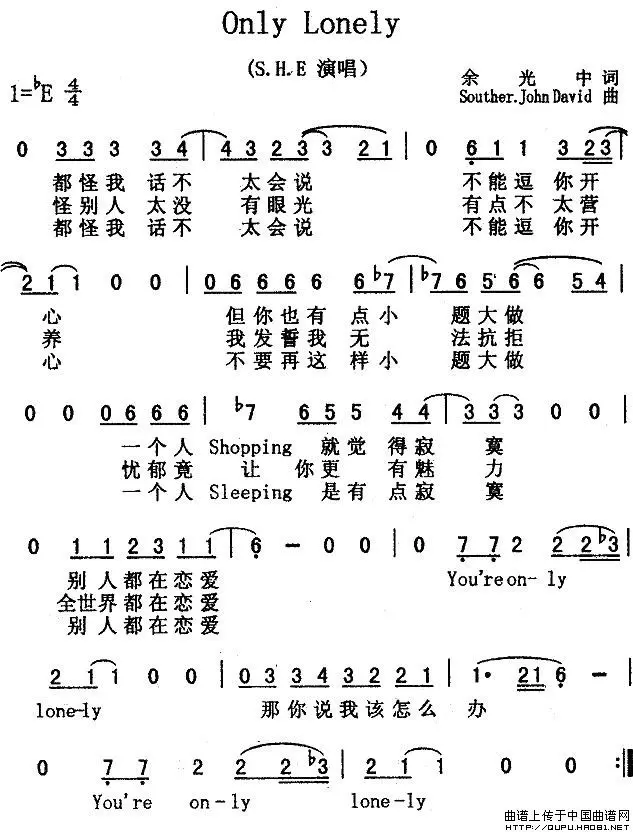 Only Lonely
(S.H.E 演唱)
1=♭E 4/4
余 光 中 词
Souther.John David 曲
0 3 3 3 3 4 | 4 3 2 3 3 2 1 | 0 6 1 1 3 2 3 |
都 怪 我 话 不 太 会 说 不 能 逗 你 开
怪 别 人 太 没 有 眼 光 有 点 不 太 营
都 怪 我 话 不 太 会 说 不 能 逗 你 开
2 1 1 0 0 | 0 6 6 6 6 6 6 ♭7 | ♭7 6 5 6 6 5 4 |
心 但 你 也 有 点 小 题 大 做
养 我 发 誓 我 无 法 抗 拒
心 不 要 再 这 样 小 题 大 做
0 0 0 6 6 6 6 | ♭7 6 5 5 4 4 | 3 3 3 0 0 |
一 个 人 Shopping 就 觉 得 寂 寞
忧 郁 竟 让 你 更 有 魅 力
一 个 人 Sleeping 是 有 点 寂 寞
0 1 1 2 3 1 1 | 6 - 0 0 | 0 7 7 2 2 2 ♭3 |
别 人 都 在 恋 爱 You're on- ly
全 世 界 都 在 恋 爱
别 人 都 在 恋 爱
2 1 1 0 0 | 0 3 3 4 3 2 2 1 | 1· 2 1 6 - |
lone-ly 那 你 说 我 该 怎 么 办
0 7 7 2 2 2 ♭3 | 2 1 1 0 0 :‖
You're on-ly lone-ly
曲谱上传于中国曲谱网
HTTP://QUPU.HAO81.NET